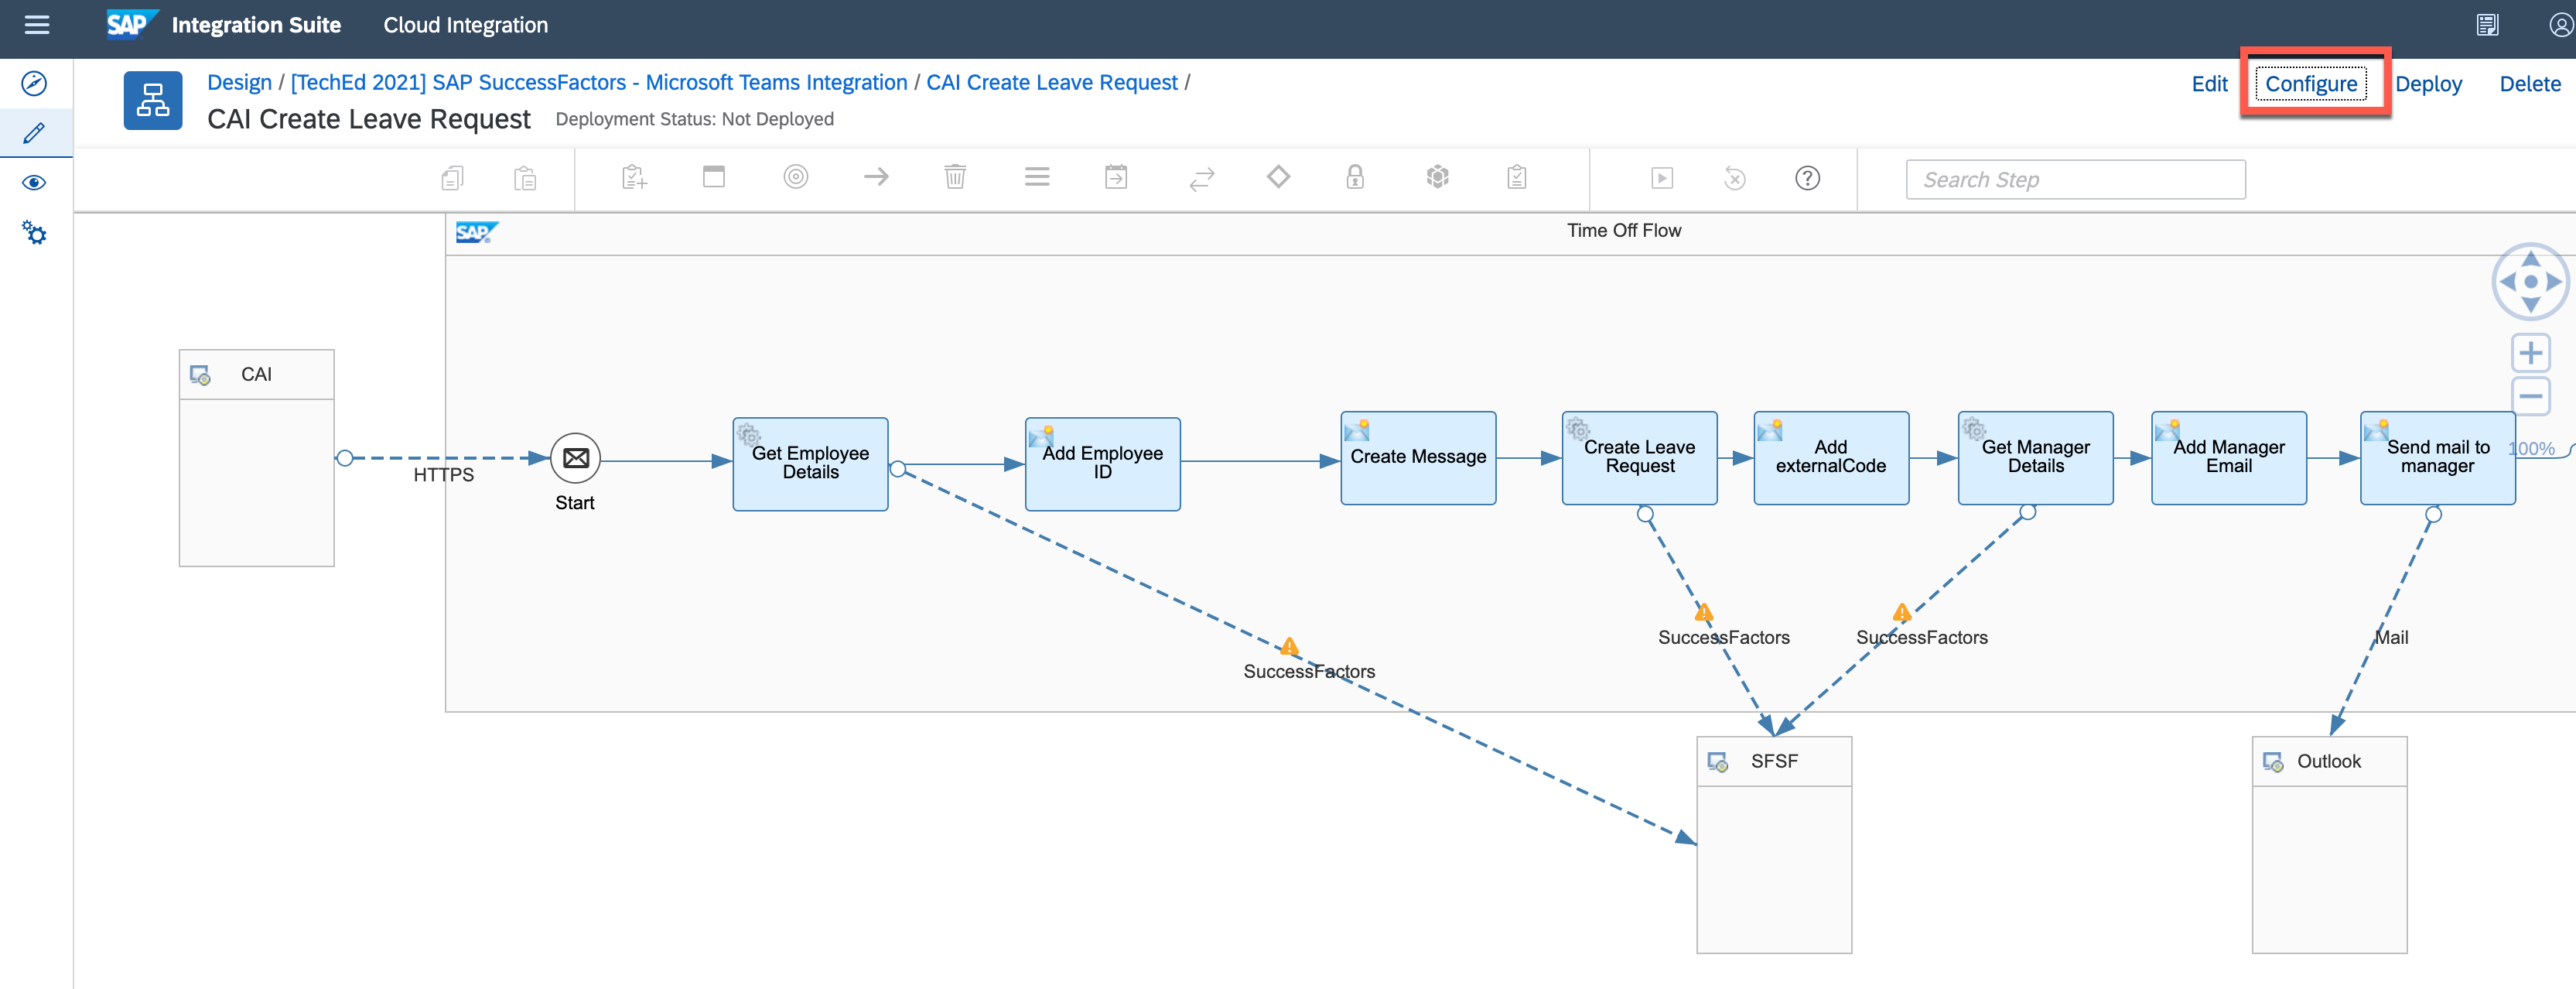 SAP Integration Suite Cloud Integration
Design / [TechEd 2021] SAP SuccessFactors - Microsoft Teams Integration / CAI Create Leave Request /
Edit Configure Deploy Delete
CAI Create Leave Request Deployment Status: Not Deployed
Search Step
SAP
Time Off Flow
CAI
HTTPS
Start
Get Employee
Details
Add Employee
ID
Create Message
Create Leave
Request
Add
externalCode
Get Manager
Details
Add Manager
Email
Send mail to
manager
100%
SuccessFactors
SuccessFactors
SuccessFactors
Mail
SFSF
Outlook